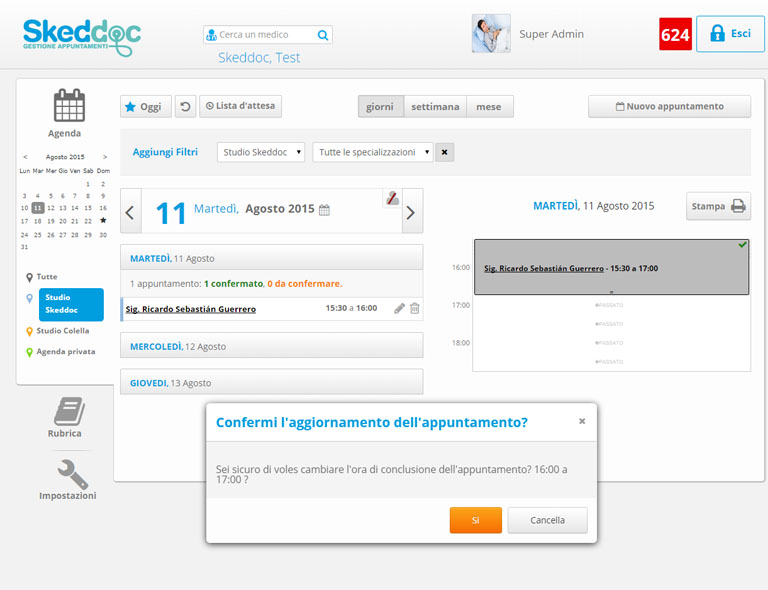 Skeddoc
GESTIONE APPUNTAMENTI
Cerca un medico
Skeddoc, Test
Super Admin
624
Esci
Agenda
< Agosto 2015 >
Lun Mar Mer Gio Ven Sab Dom
1 2
3 4 5 6 7 8 9
10 11 12 13 14 15 16
17 18 19 20 21 22 ★
24 25 26 27 28 29 30
31
Tutte
Studio
Skeddoc
Studio Colella
Agenda privata
Rubrica
Impostazioni
Oggi
Lista d'attesa
giorni
settimana
mese
Nuovo appuntamento
Aggiungi Filtri
Studio Skeddoc
Tutte le specializzazioni
11 Martedì, Agosto 2015
MARTEDÌ, 11 Agosto
1 appuntamento: 1 confermato, 0 da confermare.
Sig. Ricardo Sebastián Guerrero 15:30 a 16:00
MERCOLEDÌ, 12 Agosto
GIOVEDI, 13 Agosto
MARTEDÌ, 11 Agosto 2015
Stampa
16:00
Sig. Ricardo Sebastián Guerrero - 15:30 a 17:00
17:00
PASSATO
PASSATO
18:00
PASSATO
PASSATO
Confermi l'aggiornamento dell'appuntamento?
×
Sei sicuro di voles cambiare l'ora di conclusione dell'appuntamento? 16:00 a
17:00 ?
Si
Cancella